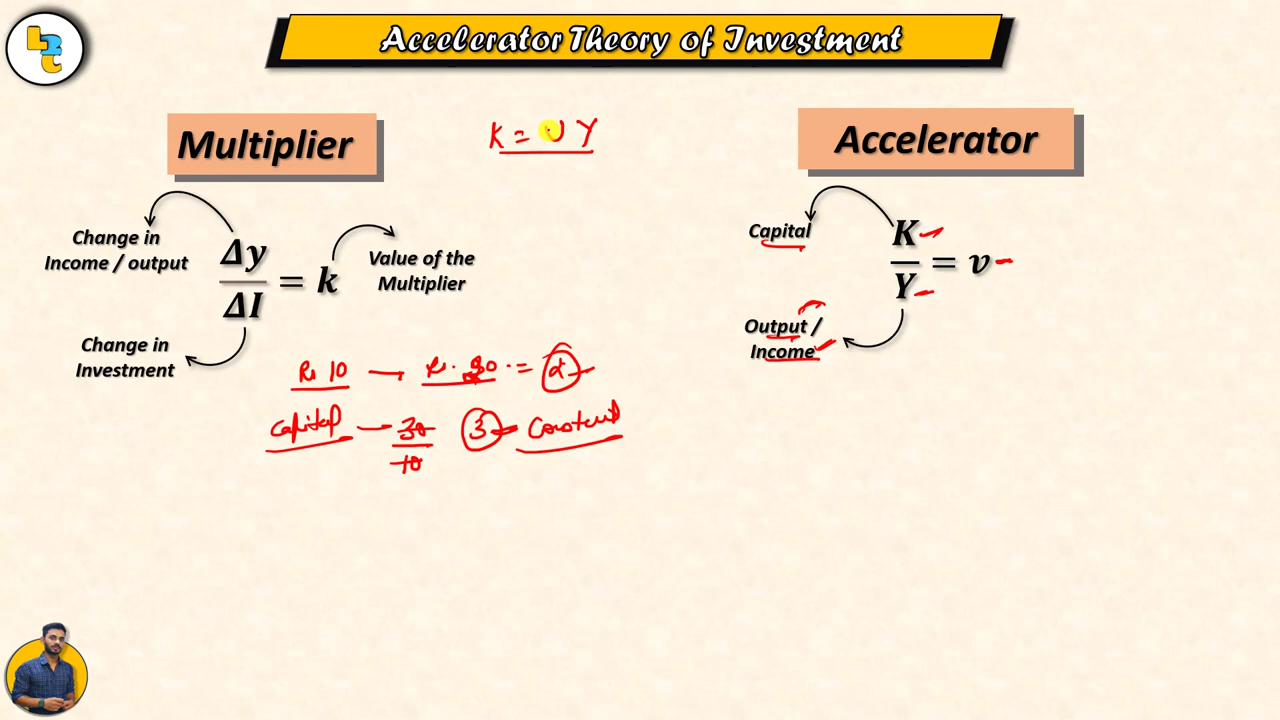 Accelerator Theory of Investment
Multiplier
K = v Y
Accelerator
Change in
Income / output
Δy
ΔI
= k
Value of the
Multiplier
Change in
Investment
Capital
K
Y
= v
Output /
Income
Rs 10 — Rs. 30 =
Capital — 30 3 — Constant
10